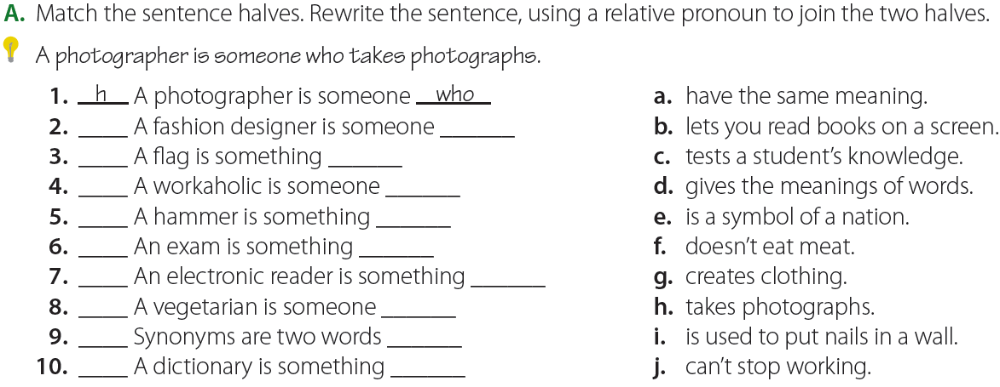 A. Match the sentence halves. Rewrite the sentence, using a relative pronoun to join the two halves.
A photographer is someone who takes photographs.
1. h A photographer is someone who
2. ____ A fashion designer is someone ______
3. ____ A flag is something ______
4. ____ A workaholic is someone ______
5. ____ A hammer is something ______
6. ____ An exam is something ______
7. ____ An electronic reader is something ______
8. ____ A vegetarian is someone ______
9. ____ Synonyms are two words ______
10. ____ A dictionary is something ______
a. have the same meaning.
b. lets you read books on a screen.
c. tests a student’s knowledge.
d. gives the meanings of words.
e. is a symbol of a nation.
f. doesn’t eat meat.
g. creates clothing.
h. takes photographs.
i. is used to put nails in a wall.
j. can’t stop working.